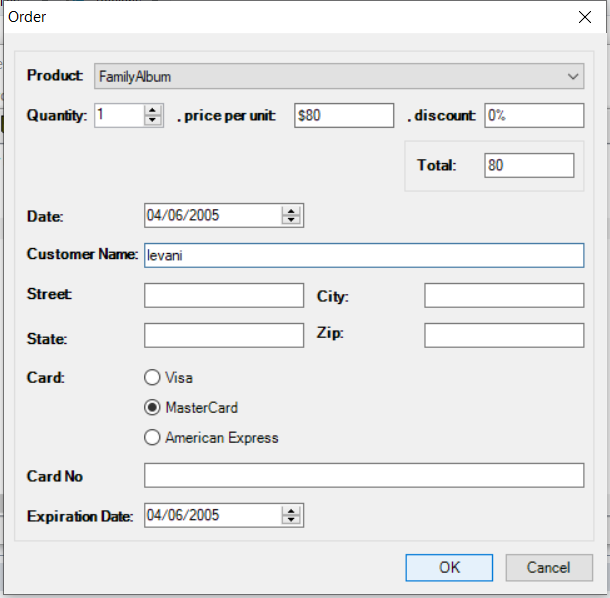 Order
Product: FamilyAlbum
Quantity: 1 . price per unit: $80 . discount: 0%
Total: 80
Date: 04/06/2005
Customer Name: levani
Street: City:
State: Zip:
Card: Visa
MasterCard
American Express
Card No
Expiration Date: 04/06/2005
OK Cancel